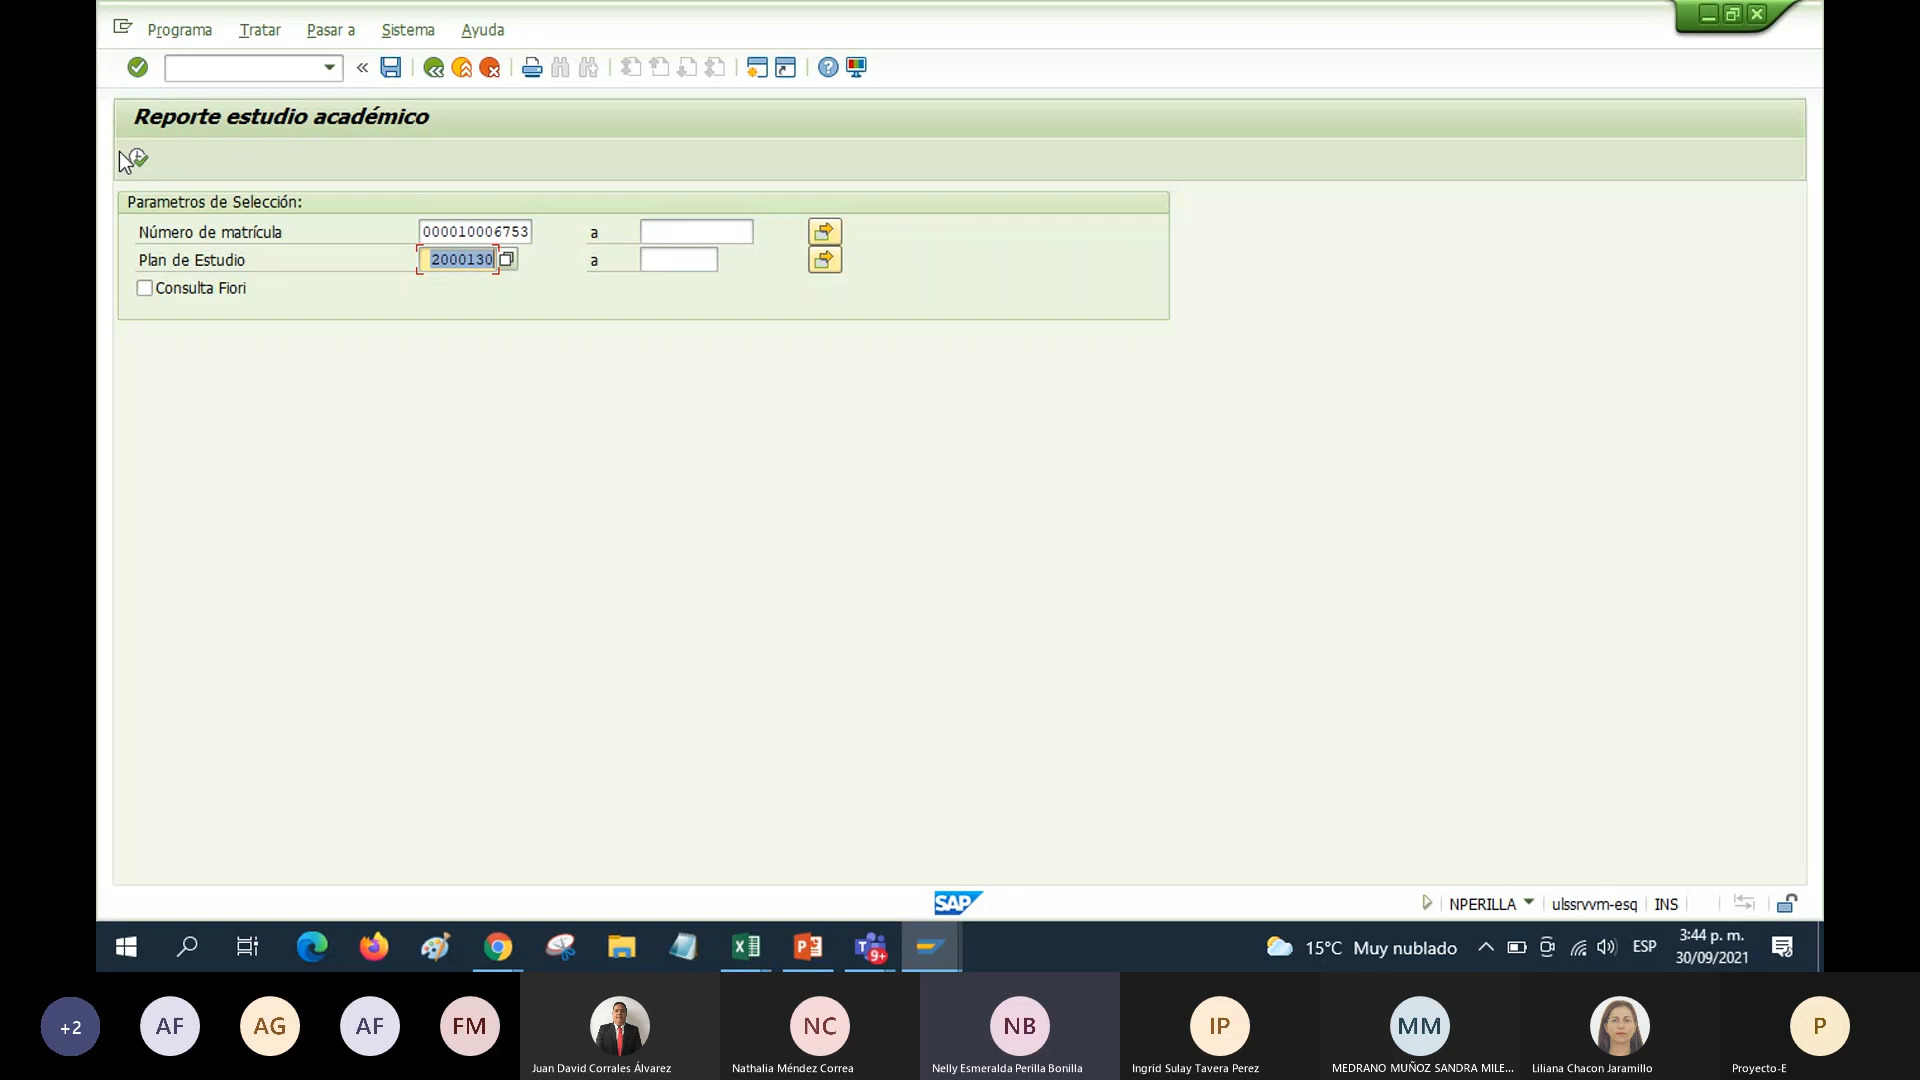 Programa Tratar Pasar a Sistema Ayuda
Reporte estudio académico
Parametros de Selección:
Número de matrícula 000010006753 a
Plan de Estudio 2000130 a
Consulta Fiori
SAP NPERILLA ulssrvvm-esq INS
9+ 15°C Muy nublado ESP 3:44 p. m.
30/09/2021
+2 AF AG AF FM NC NB IP MM P
Juan David Corrales Álvarez Nathalia Méndez Correa Nelly Esmeralda Perilla Bonilla Ingrid Sulay Tavera Perez MEDRANO MUÑOZ SANDRA MILE... Liliana Chacon Jaramillo Proyecto-E